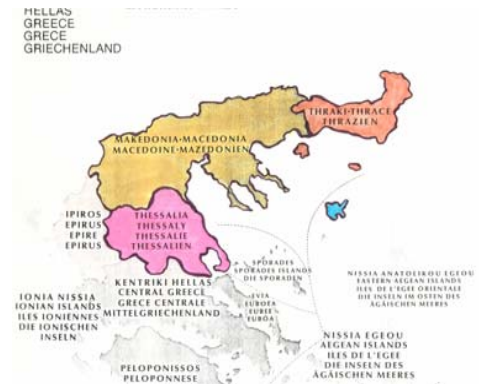 HELLAS
GREECE
GRECE
GRIECHENLAND
THRAKI-THRACE
THRAZIEN
MAKEDONIA-MACEDONIA
MACEDOINE-MAZEDONIEN
IPIROS
EPIRUS
EPIRE
EPIRUS
THESSALIA
THESSALY
THESSALIE
THESSALIEN
SPORADES
SPORADES ISLANDS
DIE SPORADEN
NISSIA ANATOLIKOU EGEOU
EASTERN AEGEAN ISLANDS
ILES DE L'EGEE ORIENTALE
DIE INSELN IM OSTEN DES
ÄGÄISCHEN MEERES
KENTRIKI HELLAS
CENTRAL GREECE
GRECE CENTRALE
MITTELGRIECHENLAND
EVIA
EUBOEA
EUBEE
EUBÖA
IONIA NISSIA
IONIAN ISLANDS
ILES IONIENNES
DIE IONISCHEN
INSELN
NISSIA EGEOU
AEGEAN ISLANDS
ILES DE L'EGEE
DIE INSELN DES
ÄGÄISCHEN MEERES
PELOPONISSOS
PELOPONNESE